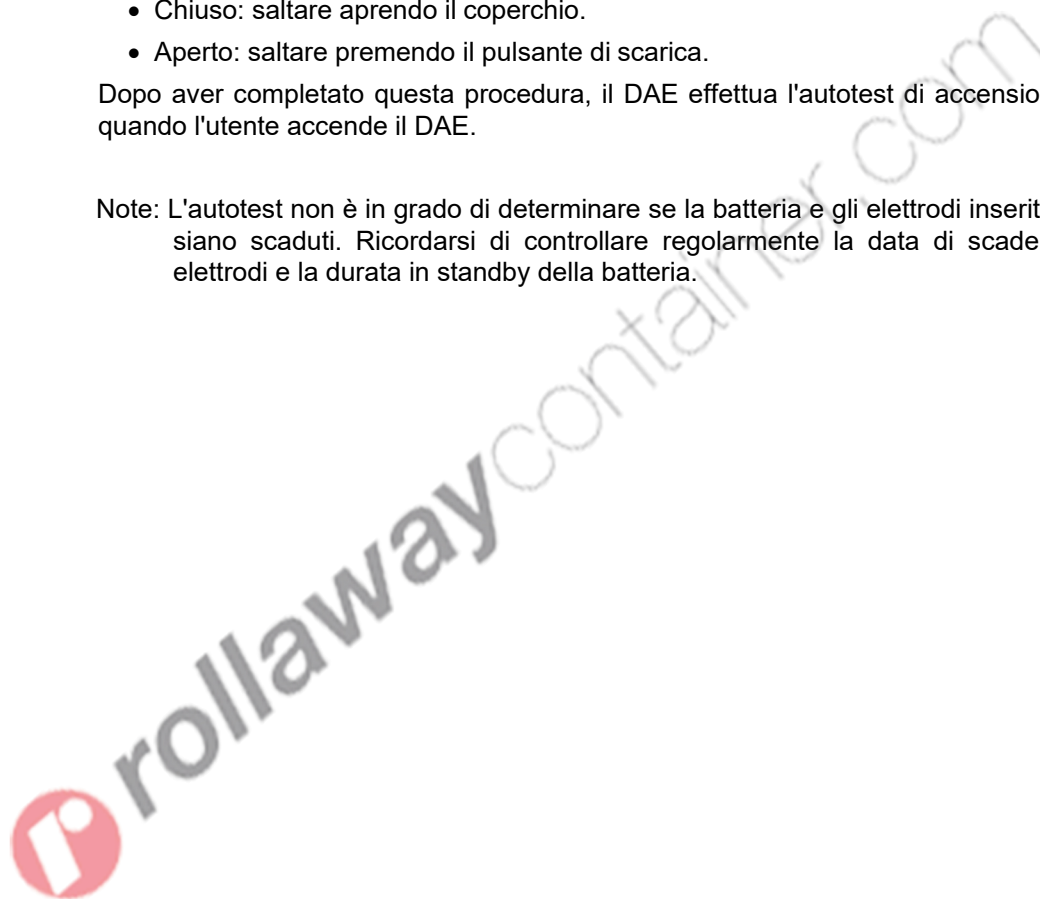 • Chiuso: saltare aprendo il coperchio.
• Aperto: saltare premendo il pulsante di scarica.
Dopo aver completato questa procedura, il DAE effettua l'autotest di accensio
quando l'utente accende il DAE.
Note: L'autotest non è in grado di determinare se la batteria e gli elettrodi inserit
siano scaduti. Ricordarsi di controllare regolarmente la data di scade
elettrodi e la durata in standby della batteria.
rollawaycontainer.com